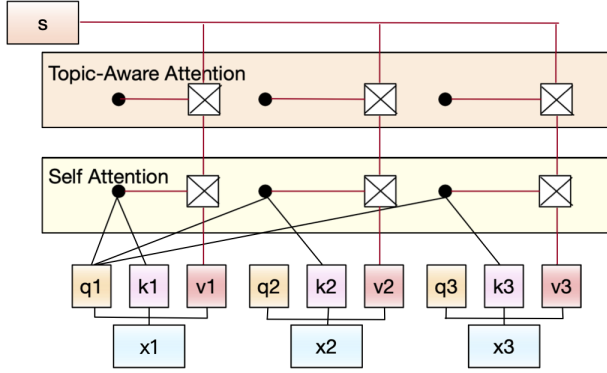 s
Topic-Aware Attention
Self Attention
q1 k1 v1 q2 k2 v2 q3 k3 v3
x1 x2 x3